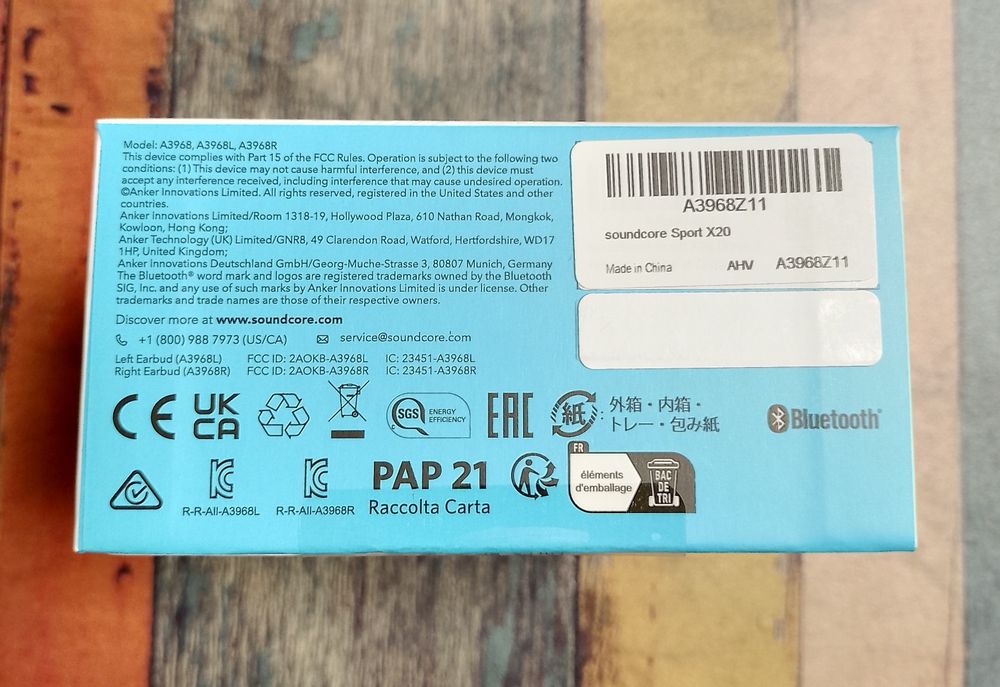 Model: A3968, A3968L, A3968R
This device complies with Part 15 of the FCC Rules. Operation is subject to the following two
conditions: (1) This device may not cause harmful interference, and (2) this device must
accept any interference received, including interference that may cause undesired operation.
©Anker Innovations Limited. All rights reserved, registered in the United States and other
countries.
Anker Innovations Limited/Room 1318-19, Hollywood Plaza, 610 Nathan Road, Mongkok,
Kowloon, Hong Kong;
Anker Technology (UK) Limited/GNR8, 49 Clarendon Road, Watford, Hertfordshire, WD17
1HP, United Kingdom;
Anker Innovations Deutschland GmbH/Georg-Muche-Strasse 3, 80807 Munich, Germany
The Bluetooth® word mark and logos are registered trademarks owned by the Bluetooth
SIG, Inc. and any use of such marks by Anker Innovations Limited is under license. Other
trademarks and trade names are those of their respective owners.
Discover more at www.soundcore.com
+1 (800) 988 7973 (US/CA) service@soundcore.com
Left Earbud (A3968L) FCC ID: 2AOKB-A3968L IC: 23451-A3968L
Right Earbud (A3968R) FCC ID: 2AOKB-A3968R IC: 23451-A3968R
A3968Z11
soundcore Sport X20
Made in China AHV A3968Z11
CE
UK
CA
SGS ENERGY
EFFICIENCY
EAC
紙
外箱・内箱・
トレー・包み紙
Bluetooth®
R-R-All-A3968L
R-R-All-A3968R
PAP 21
Raccolta Carta
FR
éléments
d'emballage
BAC
DE
TRI